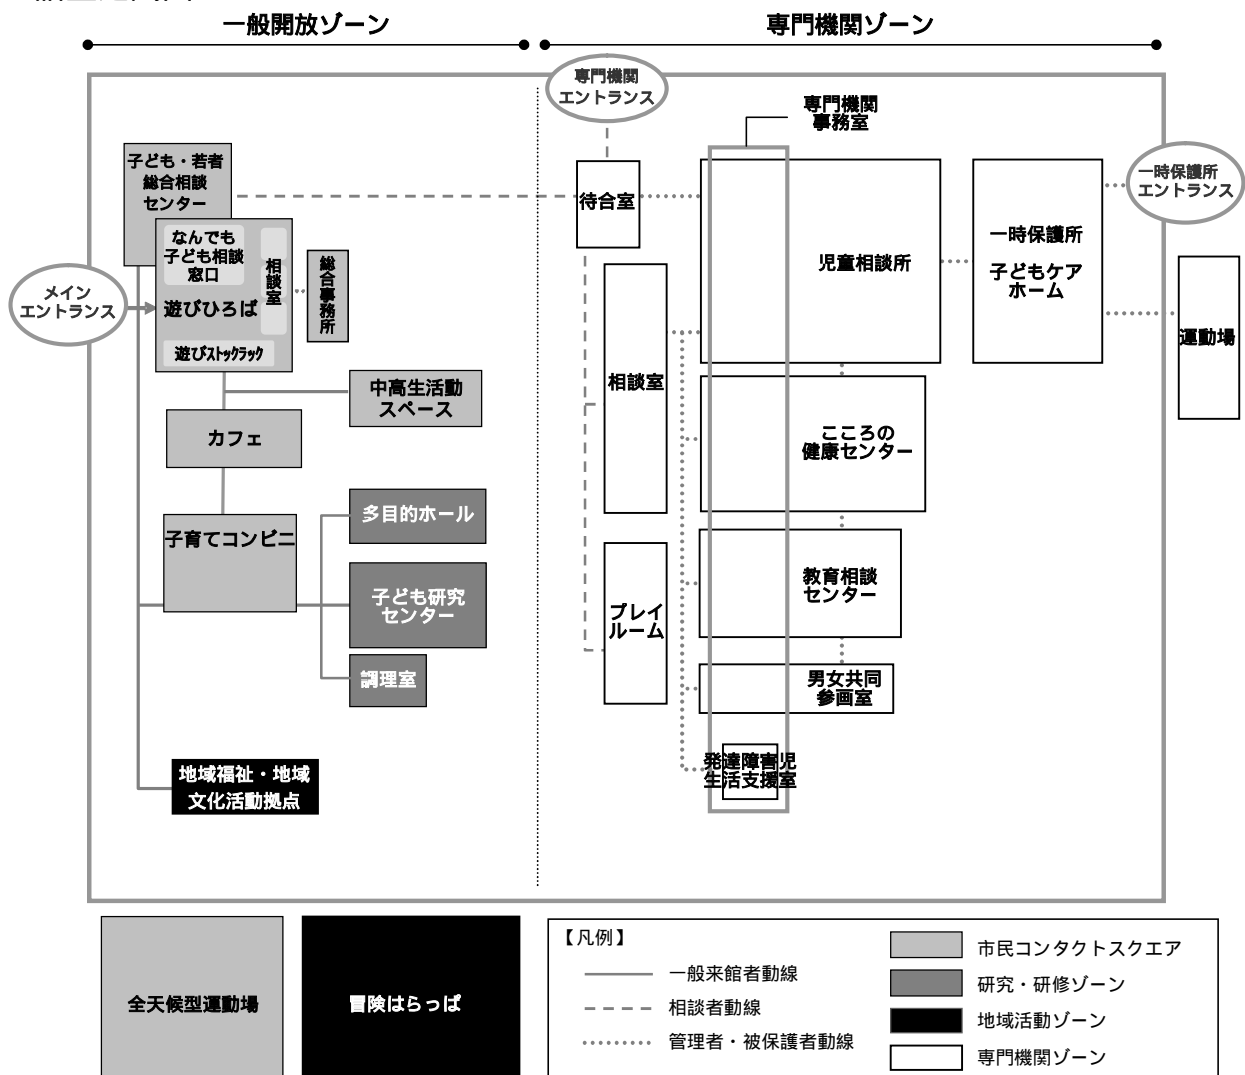 一般開放ゾーン
専門機関ゾーン
専門機関
エントランス
専門機関
事務室
子ども・若者
総合相談
センター
待合室
一時保護所
エントランス
なんでも
子ども相談
窓口
相談室
総合事務所
児童相談所
一時保護所
子どもケア
ホーム
メイン
エントランス
遊びひろば
運動場
遊びストックラック
中高生活動
スペース
相談室
カフェ
こころの
健康センター
多目的ホール
子育てコンビニ
子ども研究
センター
教育相談
センター
プレイ
ルーム
調理室
男女共同
参画室
地域福祉・地域
文化活動拠点
発達障害児
生活支援室
全天候型運動場
冒険はらっぱ
【凡例】
一般来館者動線
相談者動線
管理者・被保護者動線
市民コンタクトスクエア
研究・研修ゾーン
地域活動ゾーン
専門機関ゾーン